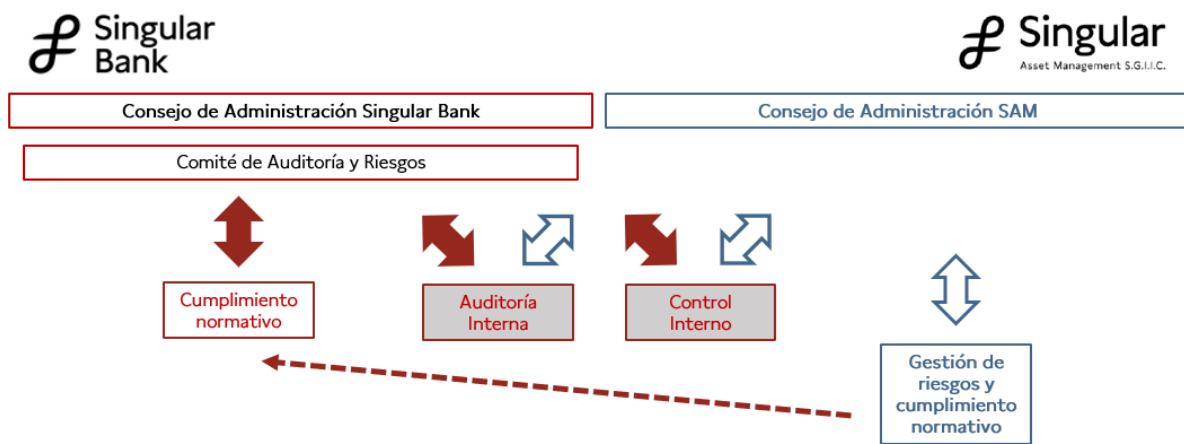 Singular
Bank
Singular
Asset Management S.G.I.I.C.
Consejo de Administración Singular Bank
Consejo de Administración SAM
Comité de Auditoría y Riesgos
Cumplimiento
normativo
Auditoría
Interna
Control
Interno
Gestión de
riesgos y
cumplimiento
normativo